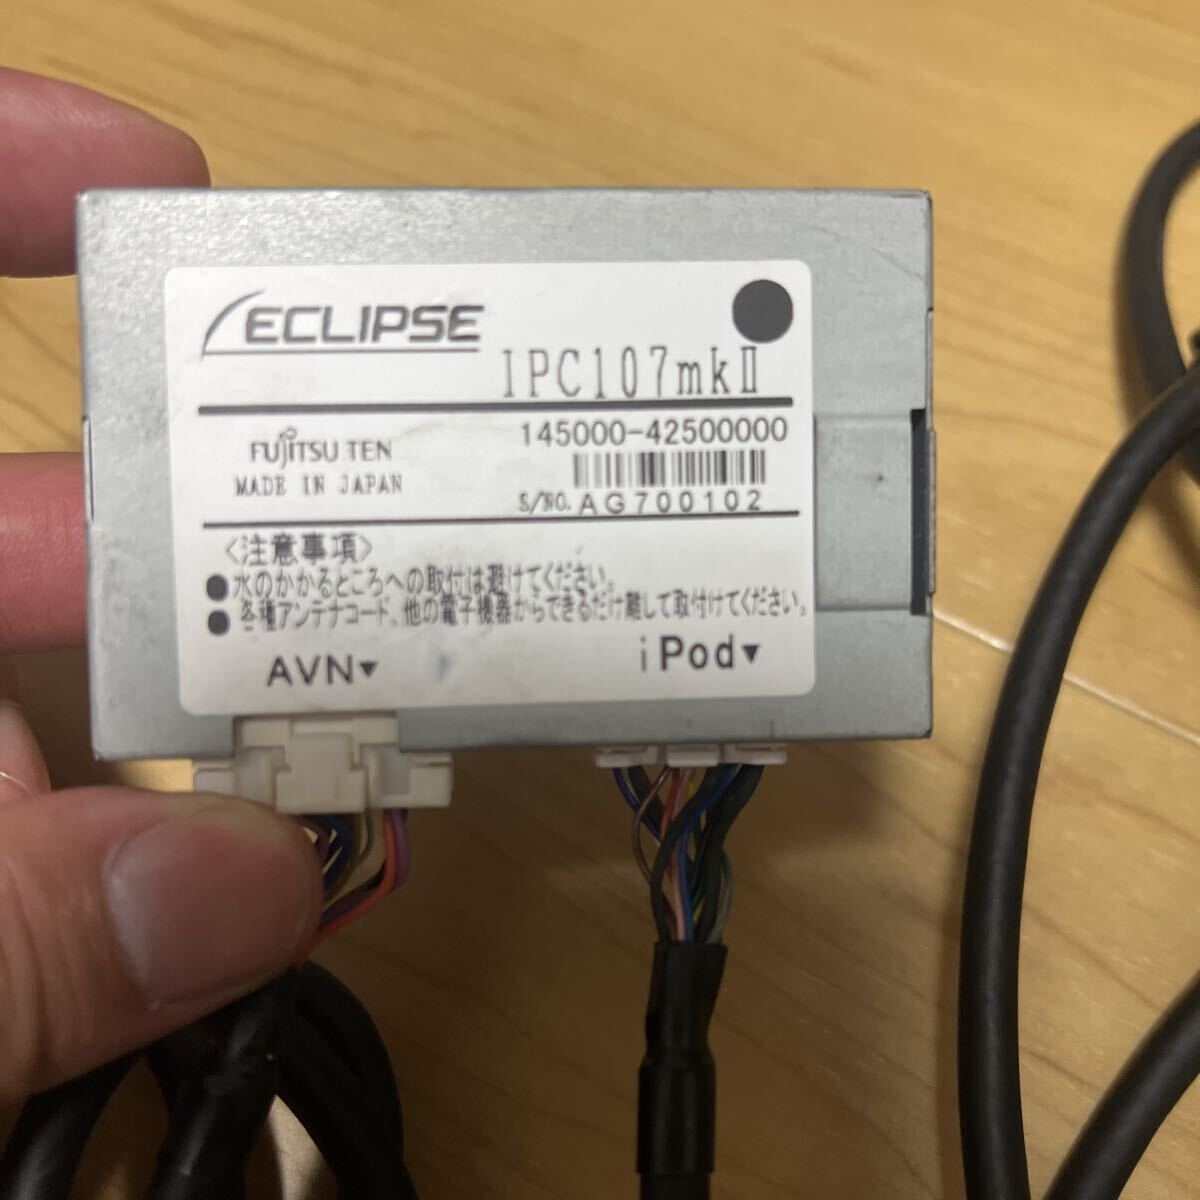 ECLIPSE
IPC107mkⅡ
FUJITSU TEN
MADE IN JAPAN
145000-42500000
S/NO. AG700102
<注意事項>
●水のかかるところへの取付は避けてください。
●各種アンテナコード、他の電子機器からできるだけ離して取付けてください。
AVN▼
iPod▼